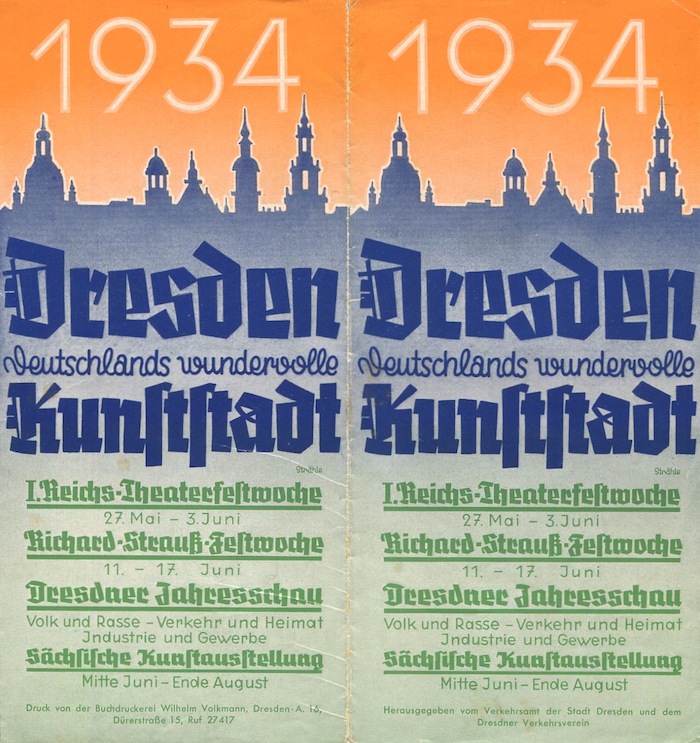 1934
Dresden
Deutschlands wundervolle
Kunststadt
Strähle
I. Reichs-Theaterfestwoche
27. Mai – 3. Juni
Richard-Strauß-Festwoche
11. – 17. Juni
Dresdner Jahresschau
Volk und Rasse – Verkehr und Heimat
Industrie und Gewerbe
Sächsische Kunstausstellung
Mitte Juni – Ende August
Druck von der Buchdruckerei Wilhelm Volkmann, Dresden-A. 16,
Dürerstraße 15, Ruf 27417
1934
Dresden
Deutschlands wundervolle
Kunststadt
Strähle
I. Reichs-Theaterfestwoche
27. Mai – 3. Juni
Richard-Strauß-Festwoche
11. – 17. Juni
Dresdner Jahresschau
Volk und Rasse – Verkehr und Heimat
Industrie und Gewerbe
Sächsische Kunstausstellung
Mitte Juni – Ende August
Herausgegeben vom Verkehrsamt der Stadt Dresden und dem
Dresdner Verkehrsverein